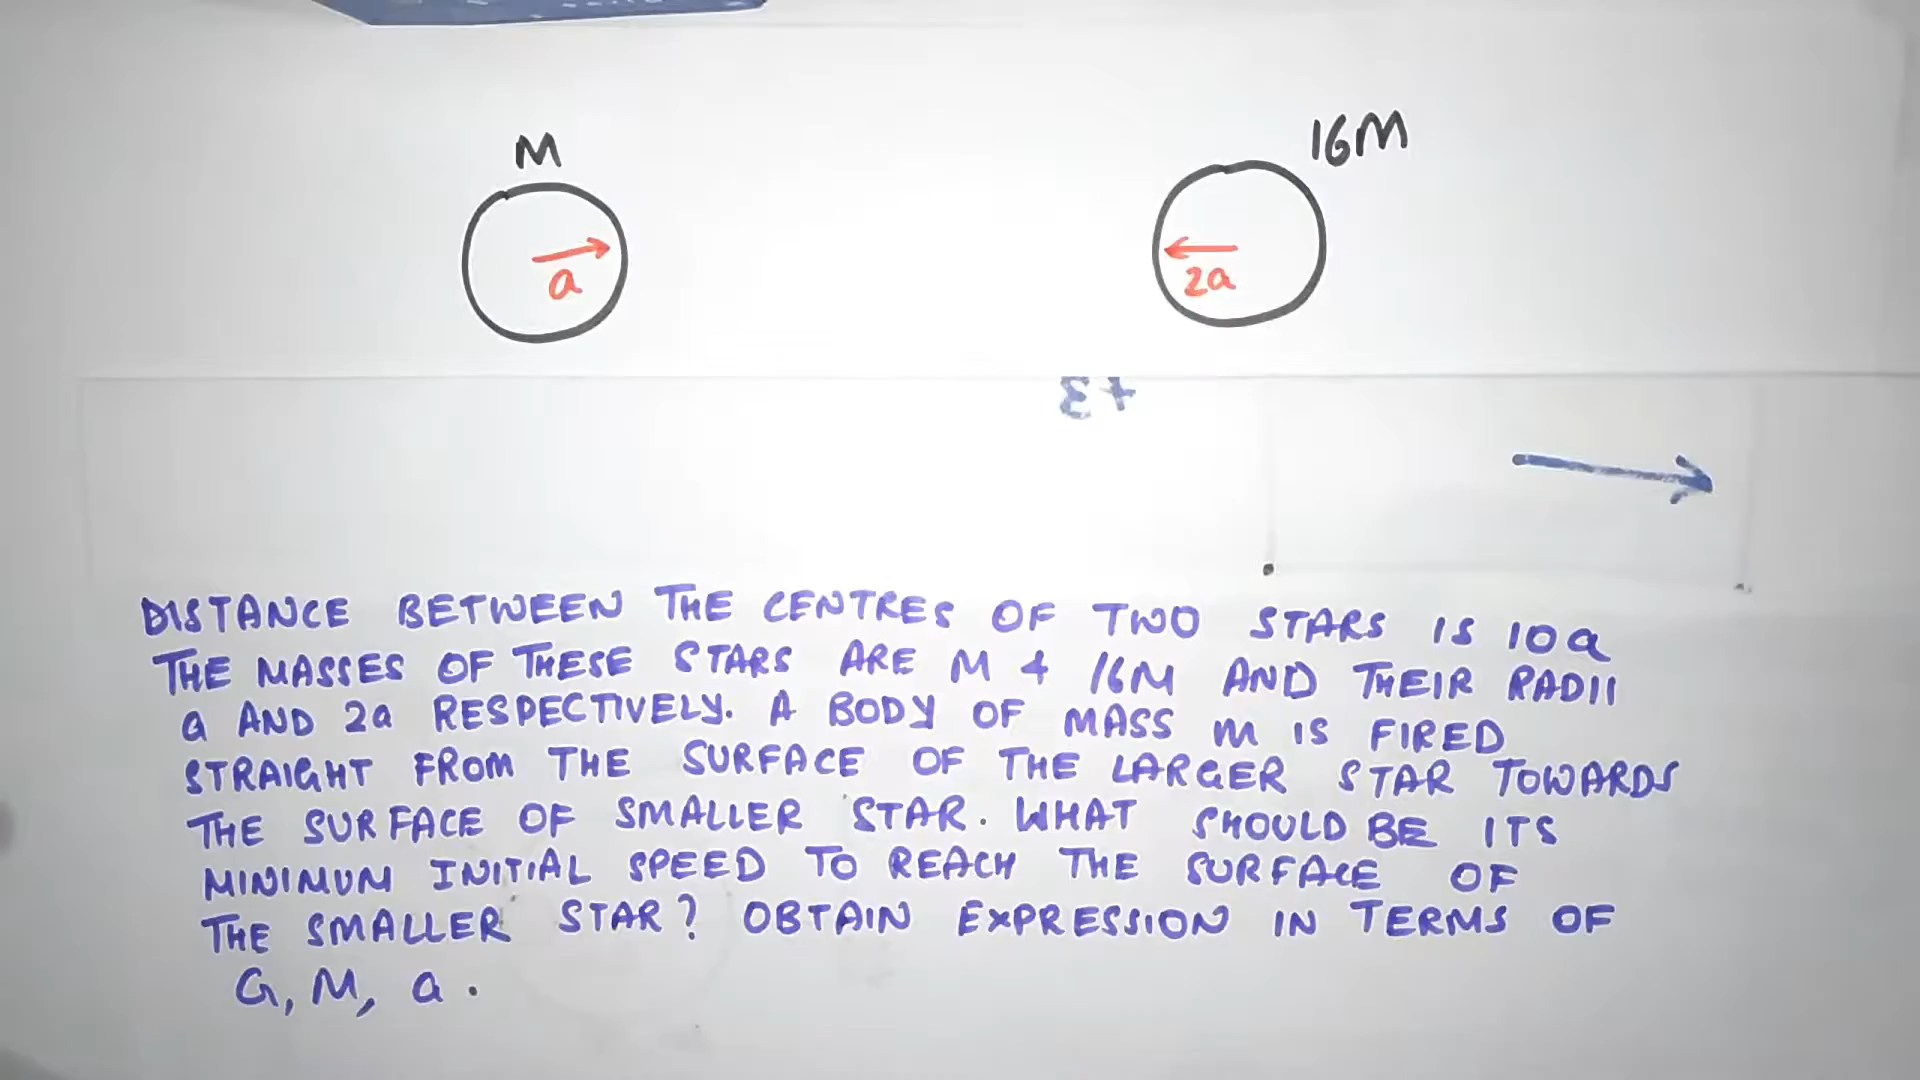 M
16M
a
2a
DISTANCE BETWEEN THE CENTRES OF TWO STARS IS 10a
THE MASSES OF THESE STARS ARE M & 16M AND THEIR RADII
a AND 2a RESPECTIVELY. A BODY OF MASS m IS FIRED
STRAIGHT FROM THE SURFACE OF THE LARGER STAR TOWARDS
THE SURFACE OF SMALLER STAR. WHAT SHOULD BE ITS
MINIMUM INITIAL SPEED TO REACH THE SURFACE OF
THE SMALLER STAR? OBTAIN EXPRESSION IN TERMS OF
G, M, a.